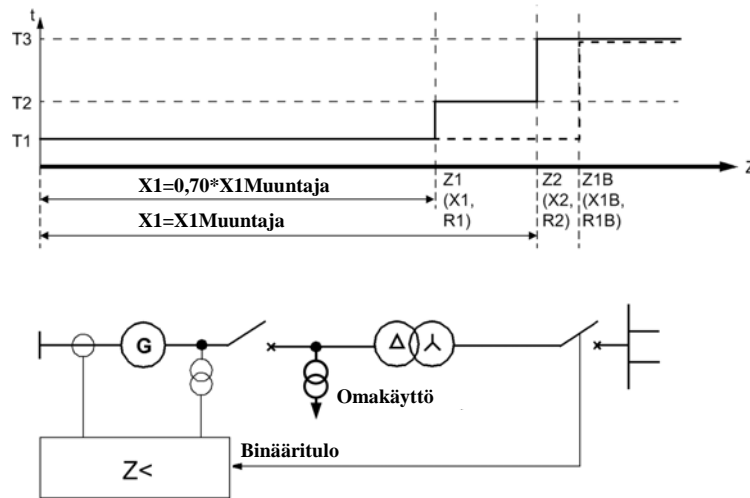 t
T3
T2
T1
Z
X1=0,70*X1Muuntaja
X1=X1Muuntaja
Z1
(X1,
R1)
Z2
(X2,
R2)
Z1B
(X1B,
R1B)
G
Δ
Omakäyttö
Binääritulo
Z<